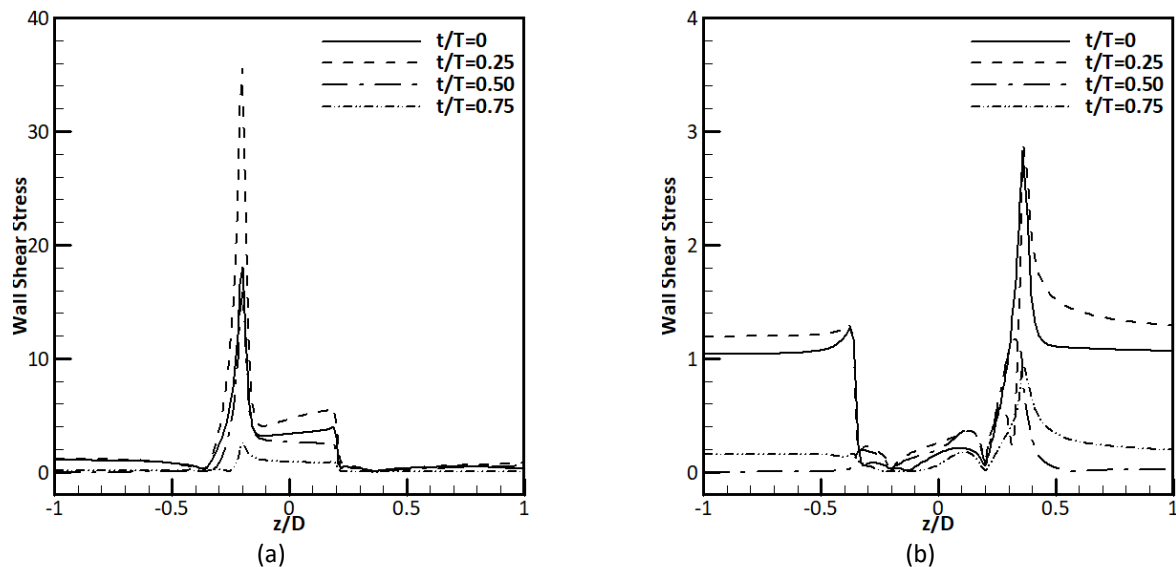 40
30
20
10
0
Wall Shear Stress
t/T=0
t/T=0.25
t/T=0.50
t/T=0.75
-1
-0.5
0
0.5
1
z/D
(a)
4
3
2
1
0
Wall Shear Stress
t/T=0
t/T=0.25
t/T=0.50
t/T=0.75
-1
-0.5
0
0.5
1
z/D
(b)